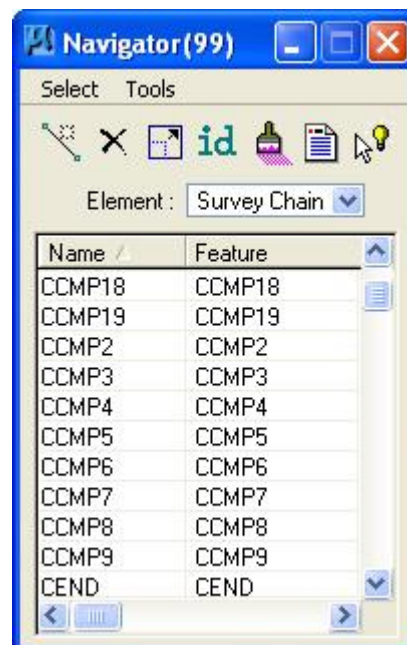 Navigator(99)
Select Tools
id
Element : Survey Chain
Name Feature
CCMP18 CCMP18
CCMP19 CCMP19
CCMP2 CCMP2
CCMP3 CCMP3
CCMP4 CCMP4
CCMP5 CCMP5
CCMP6 CCMP6
CCMP7 CCMP7
CCMP8 CCMP8
CCMP9 CCMP9
CEND CEND